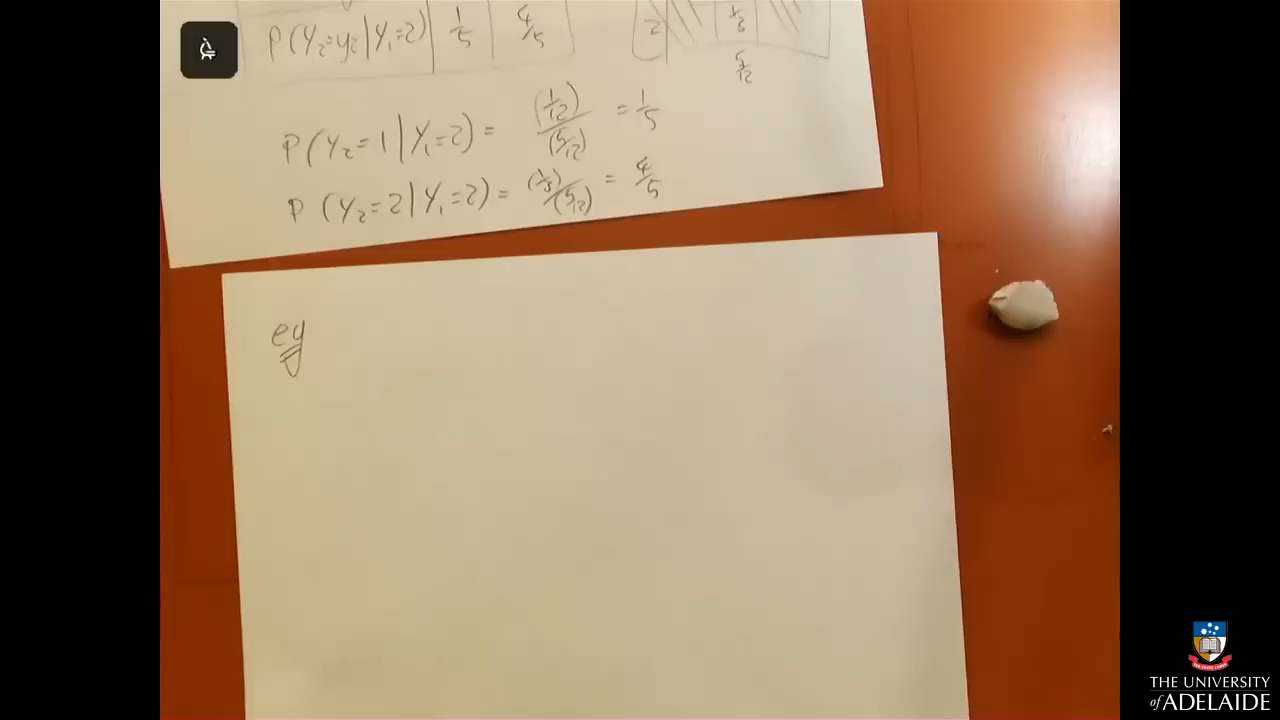 P(Y₂=y₂|Y₁=2) | 1/5 | 4/5
2 | 1/3
5/12
P(Y₂=1|Y₁=2) = (1/12)/(5/12) = 1/5
P(Y₂=2|Y₁=2) = (1/3)/(5/12) = 4/5
eg
THE UNIVERSITY
of ADELAIDE